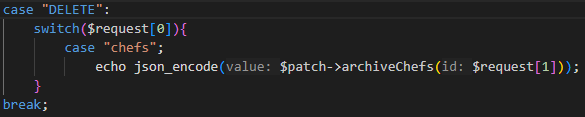 case "DELETE":
switch($request[0]){
case "chefs";
echo json_encode(value: $patch->archiveChefs(id: $request[1]));
}
break;